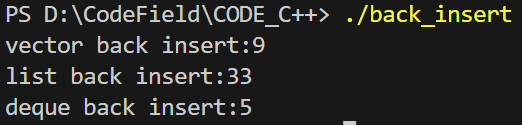 PS D:\CodeField\CODE_C++> ./back_insert
vector back insert:9
list back insert:33
deque back insert:5